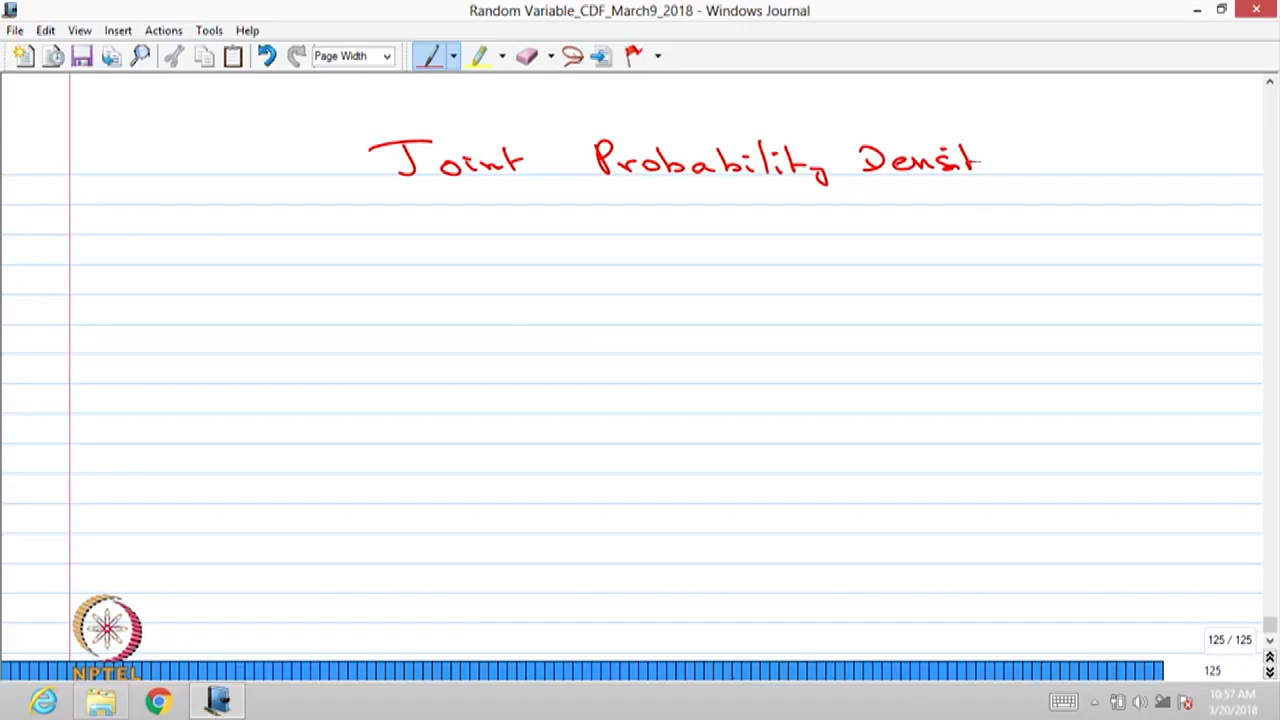 Random Variable_CDF_March9_2018 - Windows Journal
File Edit View Insert Actions Tools Help
Page Width
Joint Probability Densit
125 / 125
NPTEL
125
10:57 AM
3/20/2018